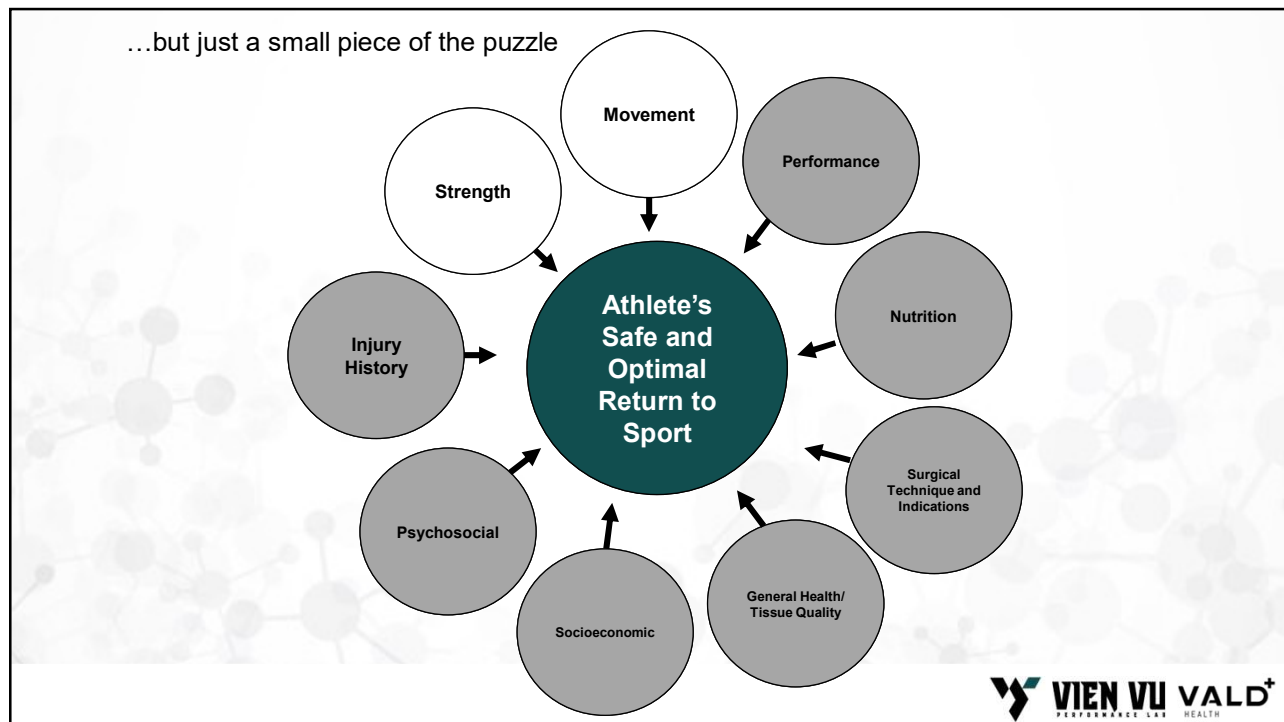 …but just a small piece of the puzzle
Movement
Performance
Strength
Nutrition
Athlete’s
Safe and
Optimal
Return to
Sport
Injury
History
Surgical
Technique and
Indications
Psychosocial
General Health/
Tissue Quality
Socioeconomic
VIEN VU
PERFORMANCE LAB
VALD+
HEALTH